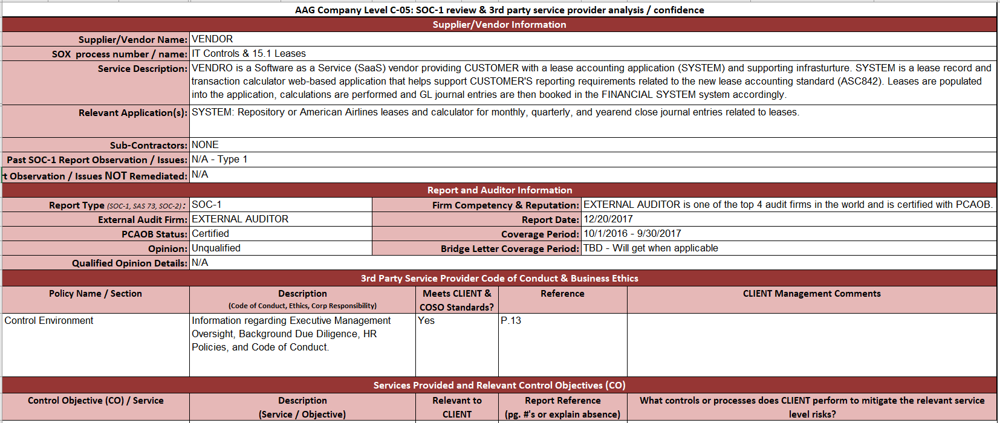 AAG Company Level C-05: SOC-1 review & 3rd party service provider analysis / confidence
Supplier/Vendor Information
Supplier/Vendor Name: VENDOR
SOX process number / name: IT Controls & 15.1 Leases
Service Description: VENDRO is a Software as a Service (SaaS) vendor providing CUSTOMER with a lease accounting application (SYSTEM) and supporting infrasturture. SYSTEM is a lease record and
transaction calculator web-based application that helps support CUSTOMER'S reporting requirements related to the new lease accounting standard (ASC842). Leases are populated
into the application, calculations are performed and GL journal entries are then booked in the FINANCIAL SYSTEM system accordingly.
Relevant Application(s): SYSTEM: Repository or American Airlines leases and calculator for monthly, quarterly, and yearend close journal entries related to leases.
Sub-Contractors: NONE
Past SOC-1 Report Observation / Issues: N/A - Type 1
t Observation / Issues NOT Remediated: N/A
Report and Auditor Information
Report Type (SOC-1, SAS 73, SOC-2) : SOC-1 Firm Competency & Reputation: EXTERNAL AUDITOR is one of the top 4 audit firms in the world and is certified with PCAOB.
External Audit Firm: EXTERNAL AUDITOR Report Date: 12/20/2017
PCAOB Status: Certified Coverage Period: 10/1/2016 - 9/30/2017
Opinion: Unqualified Bridge Letter Coverage Period: TBD - Will get when applicable
Qualified Opinion Details: N/A
3rd Party Service Provider Code of Conduct & Business Ethics
Policy Name / Section Description Meets CLIENT & Reference CLIENT Management Comments
(Code of Conduct, Ethics, Corp Responsibility) COSO Standards?
Control Environment Information regarding Executive Management Yes P.13
Oversight, Background Due Diligence, HR
Policies, and Code of Conduct.
Services Provided and Relevant Control Objectives (CO)
Control Objective (CO) / Service Description Relevant to Report Reference What controls or processes does CLIENT perform to mitigate the relevant service
(Service / Objective) CLIENT (pg. #'s or explain absence) level risks?